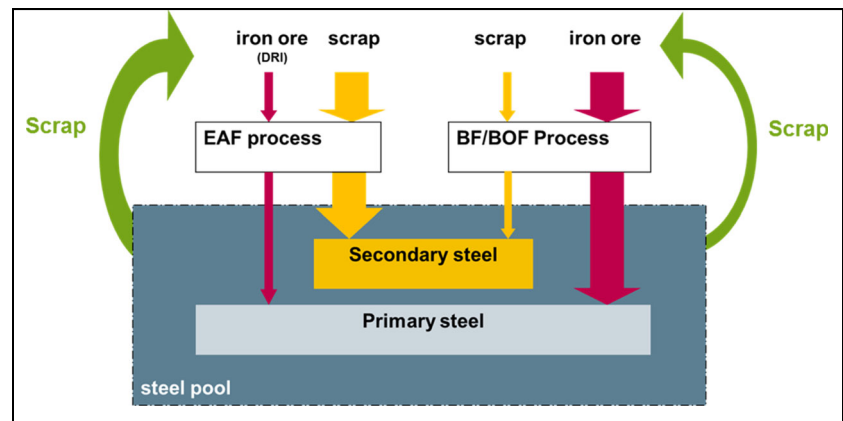 iron ore
(DRI)
scrap
scrap
iron ore
Scrap
Scrap
EAF process
BF/BOF Process
Secondary steel
Primary steel
steel pool